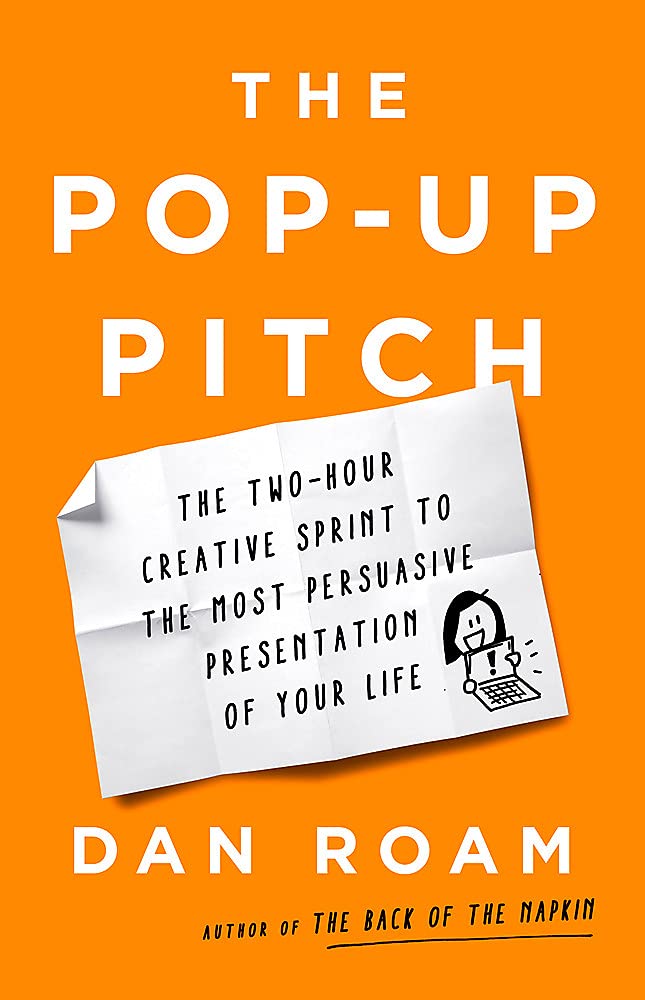 THE
POP-UP
PITCH
THE TWO-HOUR
CREATIVE SPRINT TO
THE MOST PERSUASIVE
PRESENTATION
OF YOUR LIFE
!
DAN ROAM
AUTHOR OF THE BACK OF THE NAPKIN